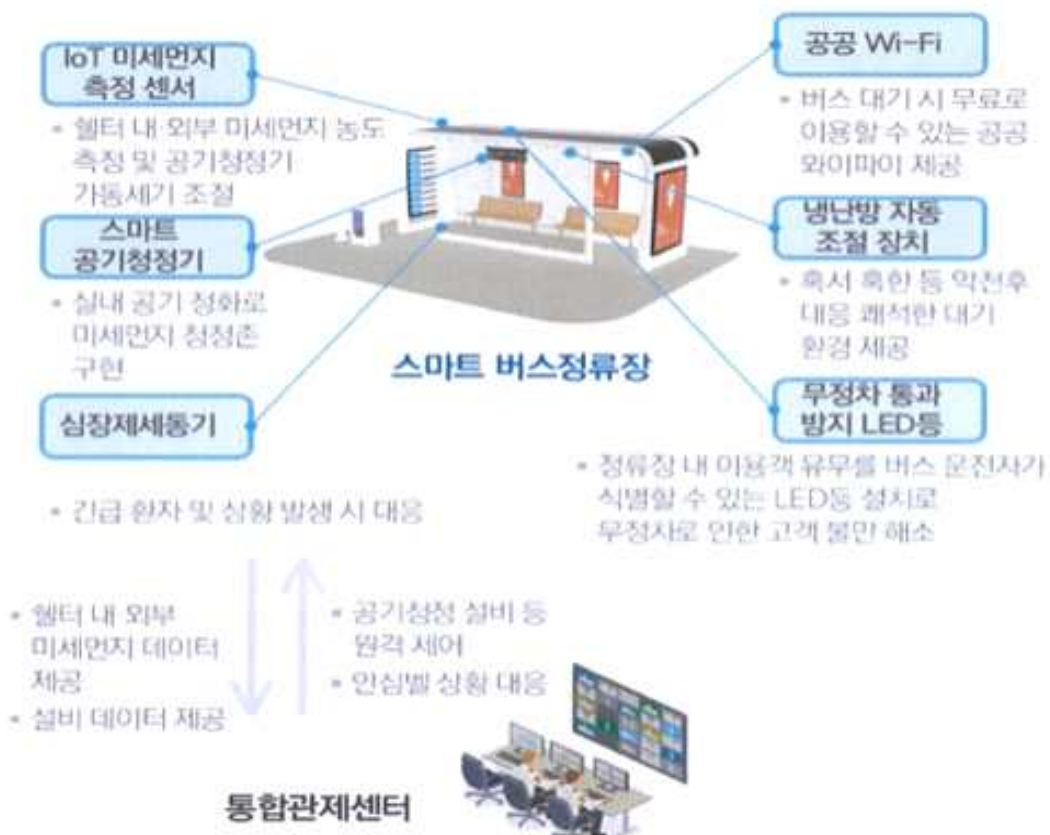 IoT 미세먼지
측정 센서
• 쉘터 내 외부 미세먼지 농도
측정 및 공기청정기
가동세기 조절
스마트
공기청정기
• 실내 공기 정화로
미세먼지 청정존
구현
심장제세동기
• 긴급 환자 및 상황 발생 시 대응
공공 Wi-Fi
• 버스 대기 시 무료로
이용할 수 있는 공공
와이파이 제공
냉난방 자동
조절 장치
• 혹서 혹한 등 악천후
대응 쾌적한 대기
환경 제공
무정차 통과
방지 LED등
• 정류장 내 이용객 유무를 버스 운전자가
식별할 수 있는 LED등 설치로
무정차로 인한 고객 불만 해소
스마트 버스정류장
• 쉘터 내 외부
미세먼지 데이터
제공
• 설비 데이터 제공
• 공기청정 설비 등
원격 제어
• 안심벨 상황 대응
통합관제센터